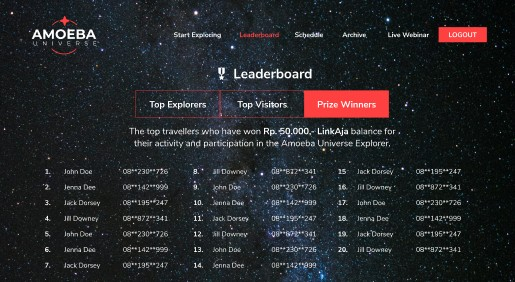 AMOEBA
UNIVERSE
Start Exploring Leaderboard Schedule Archive Live Webinar LOGOUT
Leaderboard
Top Explorers Top Visitors Prize Winners
The top travellers who have won Rp. 50,000,- LinkAja balance for
their activity and participation in the Amoeba Universe Explorer.
1. John Doe 08**230**726
2. Jenna Dee 08**142**999
3. Jack Dorsey 08**195**247
4. Jill Downey 08**872**341
5. John Doe 08**230**726
6. Jenna Dee 08**142**999
7. Jack Dorsey 08**195**247
8. Jill Downey 08**872**341
9. John Doe 08**230**726
10. Jenna Dee 08**142**999
11. Jack Dorsey 08**195**247
12. Jill Downey 08**872**341
13. John Doe 08**230**726
14. Jenna Dee 08**142**999
15 Jack Dorsey 08**195**247
16. Jill Downey 08**872**341
17. John Doe 08**230**726
18. Jenna Dee 08**142**999
19. Jack Dorsey 08**195**247
20. Jill Downey 08**872**341